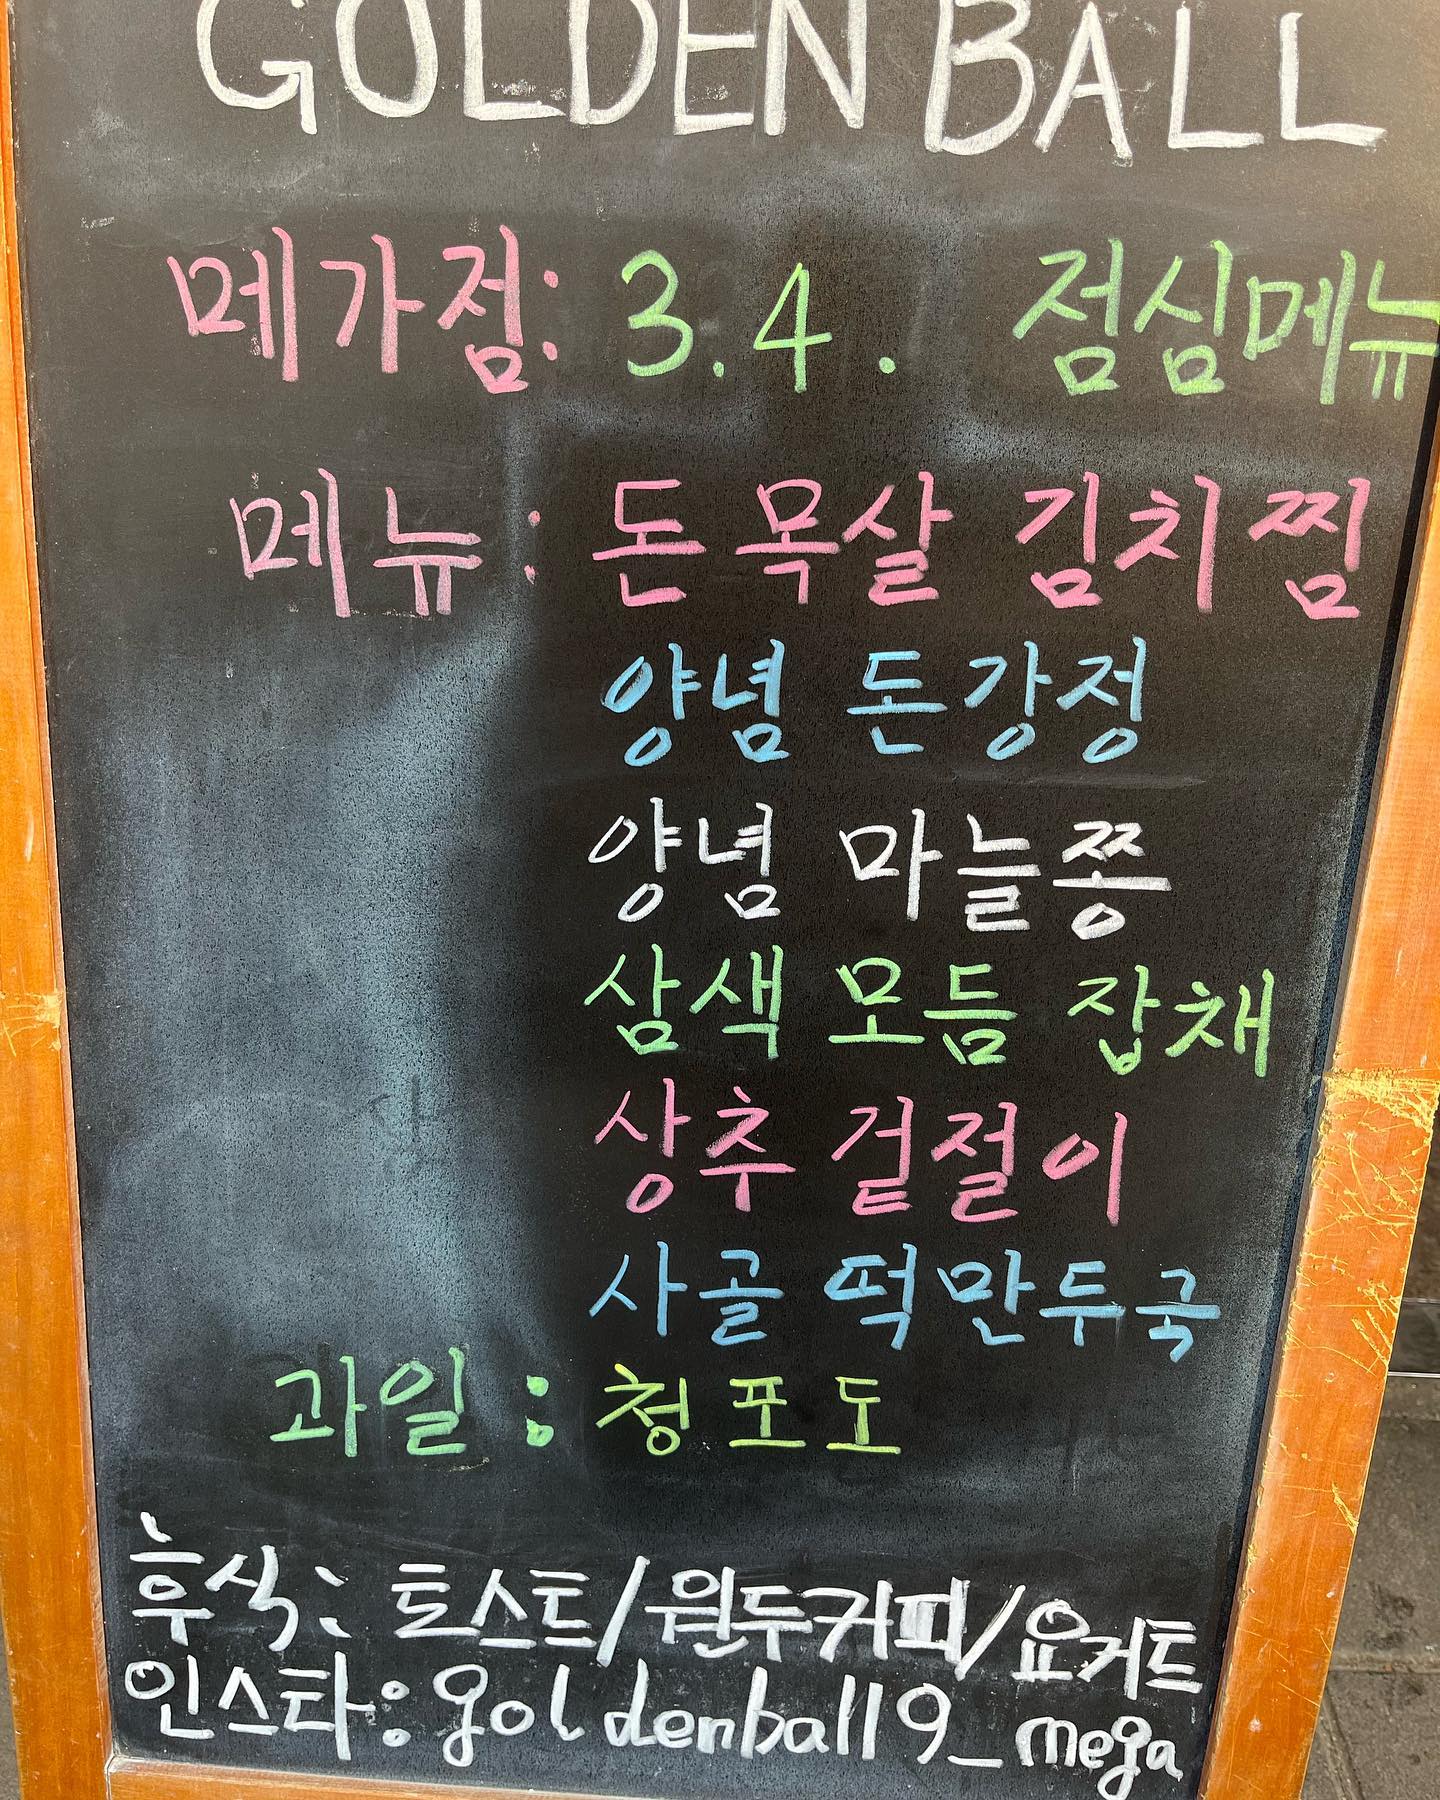 GOLDEN BALL
메가점: 3.4. 점심메뉴
메뉴: 돈 목살 김치찜
양념 돈강정
양념 마늘쫑
삼색 모듬 잡채
상추 겉절이
사골 떡만두국
과일: 청포도
후식: 토스트/원두커피/요거트
인스타: goldenball9_mega